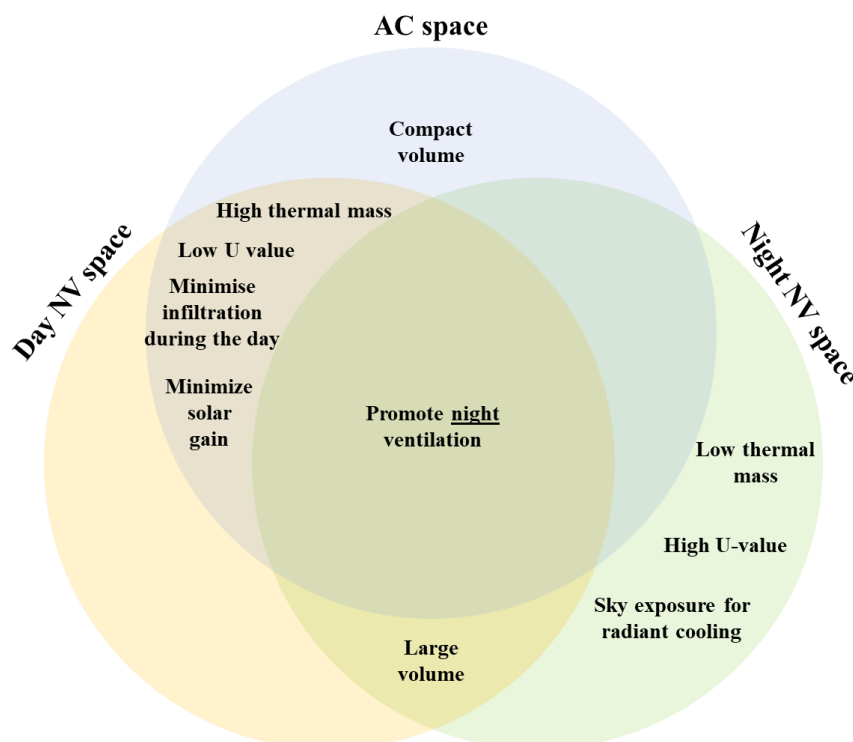 AC space
Compact
volume
High thermal mass
Low U value
Minimise
infiltration
during the day
Minimize
solar
gain
Day NV space
Night NV space
Promote night
ventilation
Low thermal
mass
High U-value
Sky exposure for
radiant cooling
Large
volume